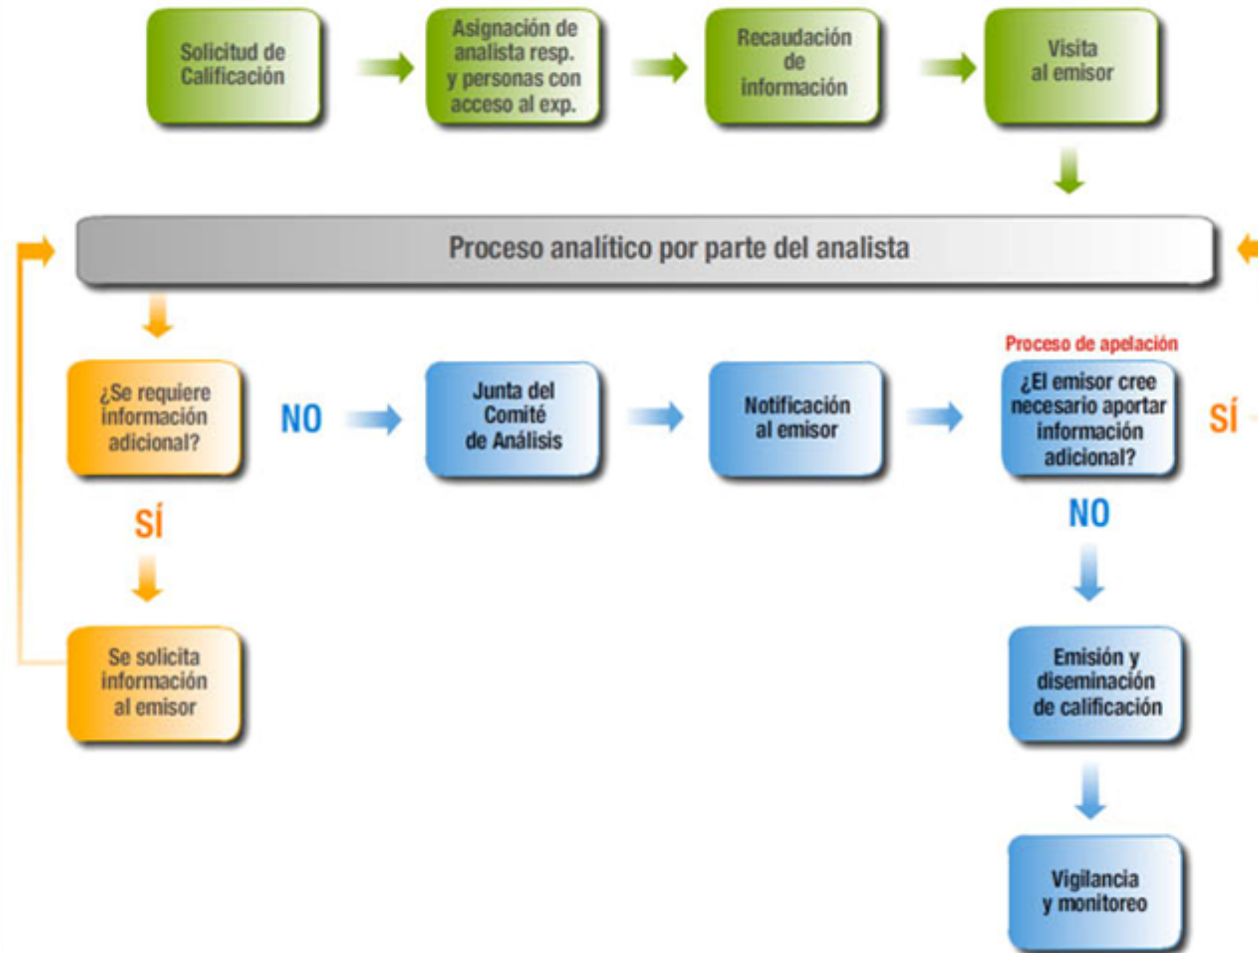 Solicitud de
Calificación
Asignación de
analista resp.
y personas con
acceso al exp.
Recaudación
de
información
Visita
al emisor
Proceso analítico por parte del analista
¿Se requiere
información
adicional?
NO
Junta del
Comité
de Análisis
Notificación
al emisor
Proceso de apelación
¿El emisor cree
necesario aportar
información
adicional?
SÍ
SÍ
NO
Se solicita
información
al emisor
Emisión y
diseminación
de calificación
Vigilancia
y monitoreo